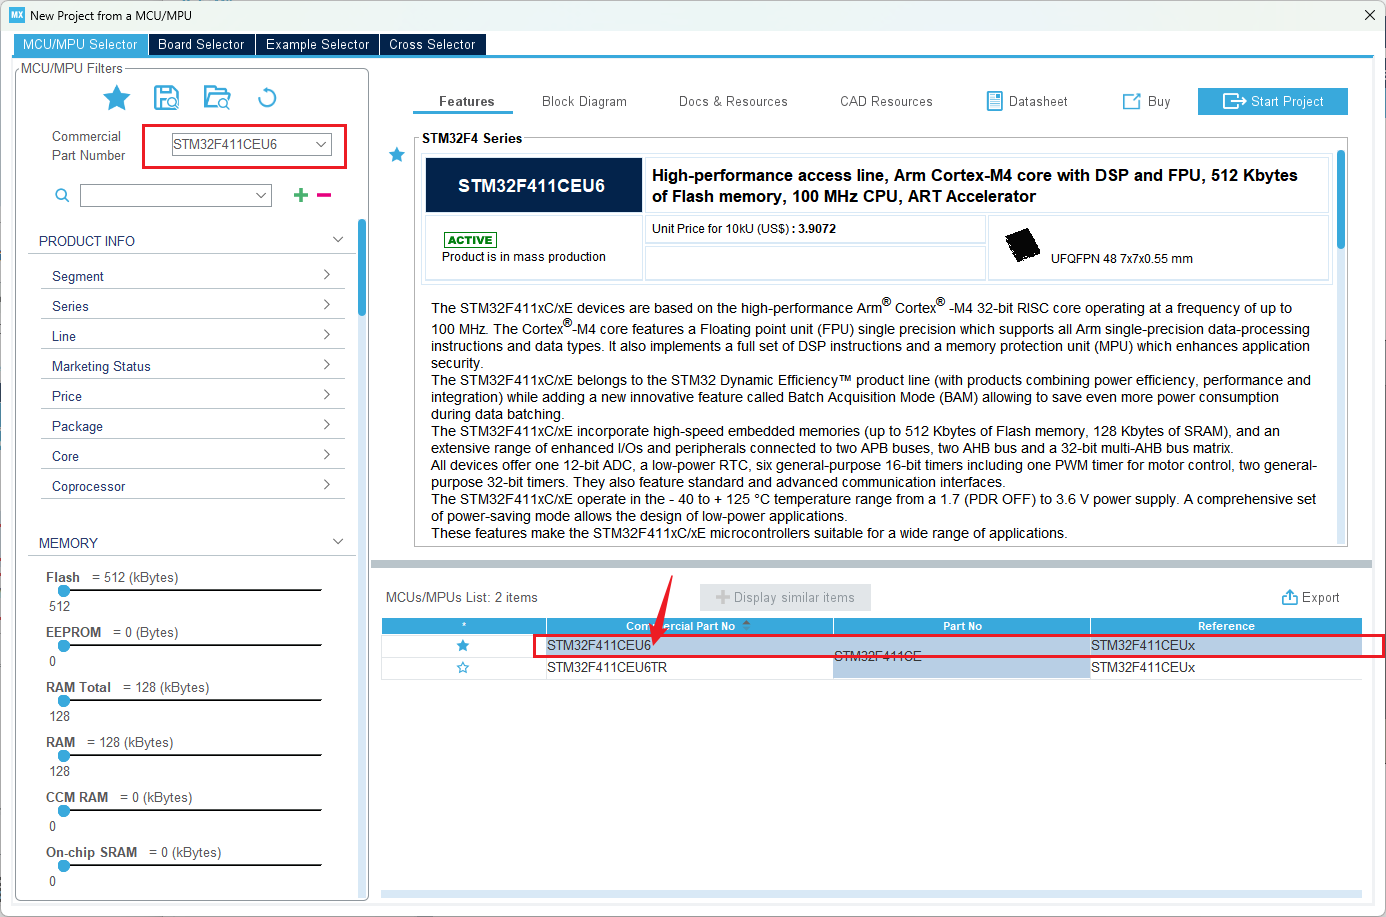 MX New Project from a MCU/MPU
MCU/MPU Selector
Board Selector
Example Selector
Cross Selector
MCU/MPU Filters
Commercial
Part Number
STM32F411CEU6
PRODUCT INFO
Segment
Series
Line
Marketing Status
Price
Package
Core
Coprocessor
MEMORY
Flash = 512 (kBytes)
512
EEPROM = 0 (Bytes)
0
RAM Total = 128 (kBytes)
128
RAM = 128 (kBytes)
128
CCM RAM = 0 (kBytes)
0
On-chip SRAM = 0 (kBytes)
0
Features
Block Diagram
Docs & Resources
CAD Resources
Datasheet
Buy
Start Project
STM32F4 Series
STM32F411CEU6
High-performance access line, Arm Cortex-M4 core with DSP and FPU, 512 Kbytes
of Flash memory, 100 MHz CPU, ART Accelerator
ACTIVE
Product is in mass production
Unit Price for 10kU (US$) : 3.9072
UFQFPN 48 7x7x0.55 mm
The STM32F411xC/xE devices are based on the high-performance Arm® Cortex® -M4 32-bit RISC core operating at a frequency of up to
100 MHz. The Cortex®-M4 core features a Floating point unit (FPU) single precision which supports all Arm single-precision data-processing
instructions and data types. It also implements a full set of DSP instructions and a memory protection unit (MPU) which enhances application
security.
The STM32F411xC/xE belongs to the STM32 Dynamic Efficiency™ product line (with products combining power efficiency, performance and
integration) while adding a new innovative feature called Batch Acquisition Mode (BAM) allowing to save even more power consumption
during data batching.
The STM32F411xC/xE incorporate high-speed embedded memories (up to 512 Kbytes of Flash memory, 128 Kbytes of SRAM), and an
extensive range of enhanced I/Os and peripherals connected to two APB buses, two AHB bus and a 32-bit multi-AHB bus matrix.
All devices offer one 12-bit ADC, a low-power RTC, six general-purpose 16-bit timers including one PWM timer for motor control, two general-
purpose 32-bit timers. They also feature standard and advanced communication interfaces.
The STM32F411xC/xE operate in the - 40 to + 125 °C temperature range from a 1.7 (PDR OFF) to 3.6 V power supply. A comprehensive set
of power-saving mode allows the design of low-power applications.
These features make the STM32F411xC/xE microcontrollers suitable for a wide range of applications.
MCUs/MPUs List: 2 items
Display similar items
Export
* Commercial Part No Part No Reference
STM32F411CEU6 STM32F411CE STM32F411CEUx
STM32F411CEU6TR STM32F411CEUx